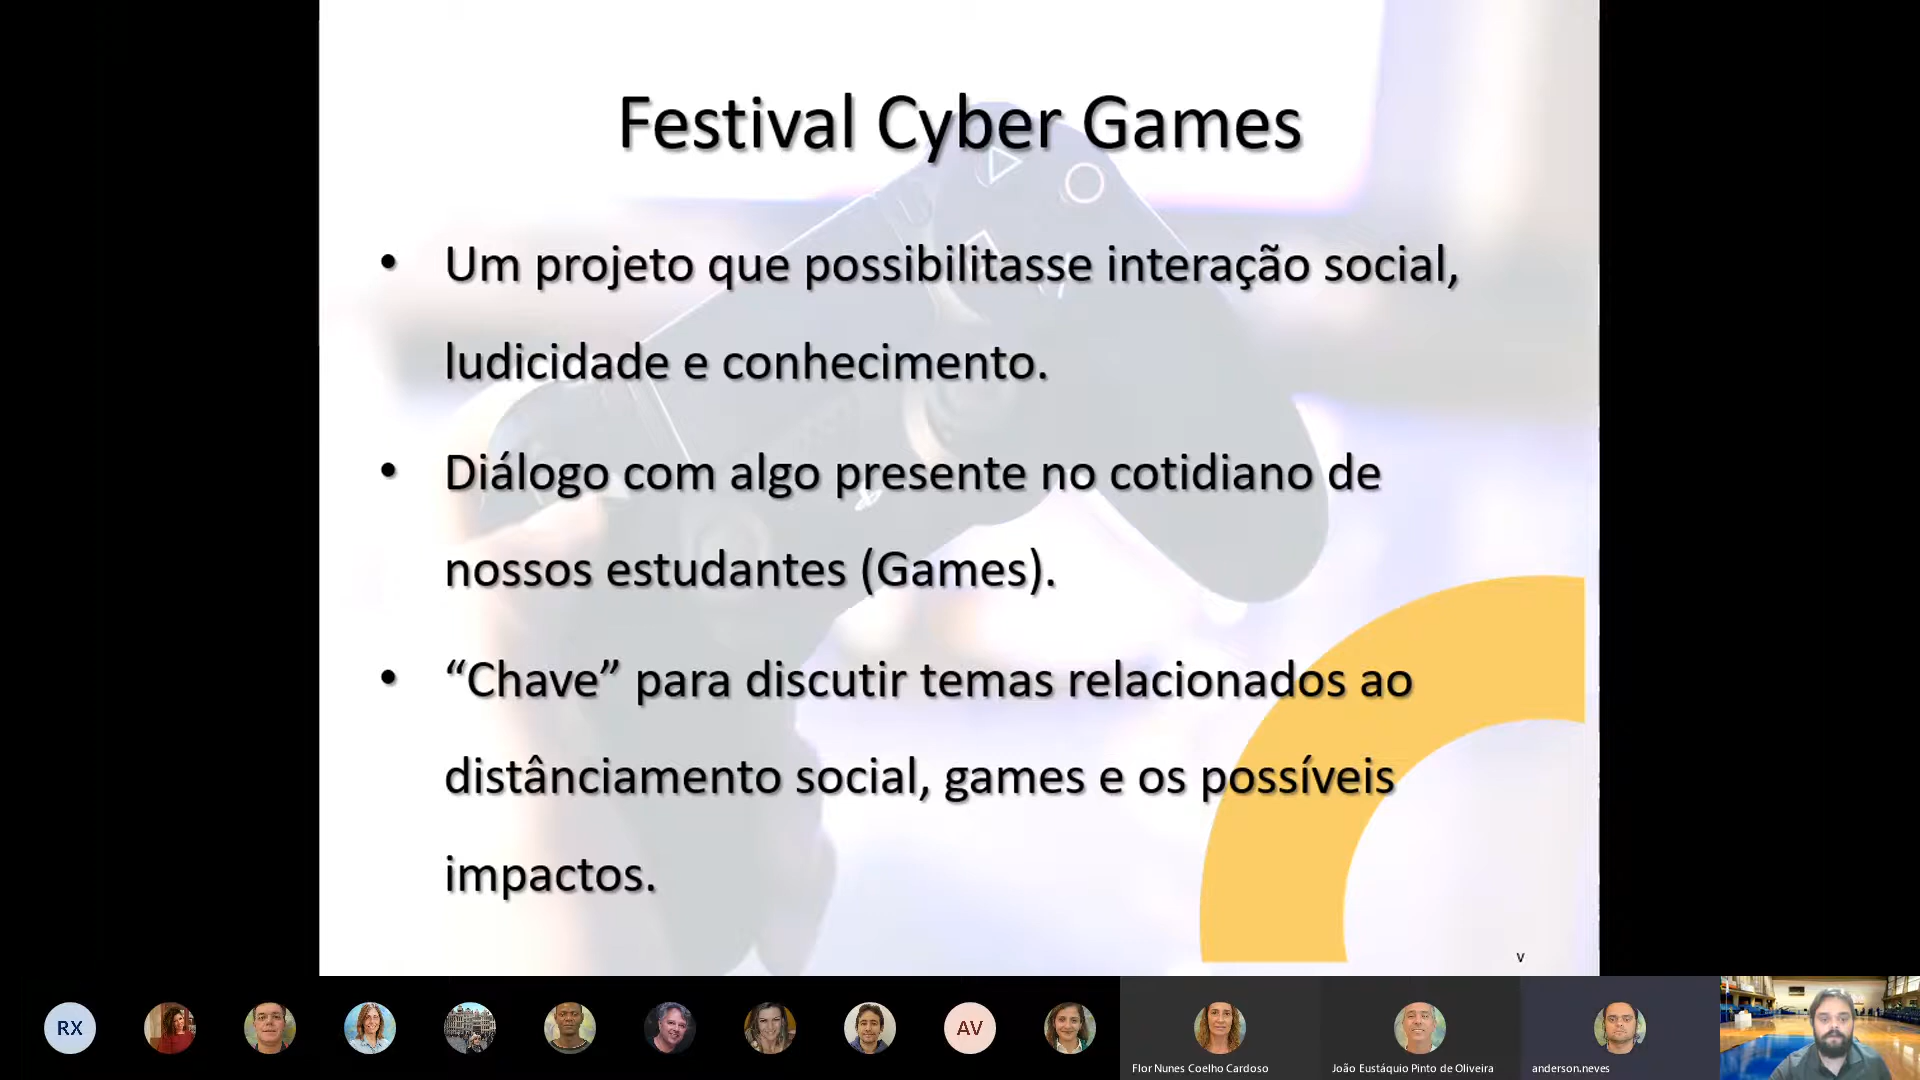 Festival Cyber Games
• Um projeto que possibilitasse interação social,
ludicidade e conhecimento.
• Diálogo com algo presente no cotidiano de
nossos estudantes (Games).
• “Chave” para discutir temas relacionados ao
distânciamento social, games e os possíveis
impactos.
v
RX
AV
Flor Nunes Coelho Cardoso
João Eustáquio Pinto de Oliveira
anderson.neves